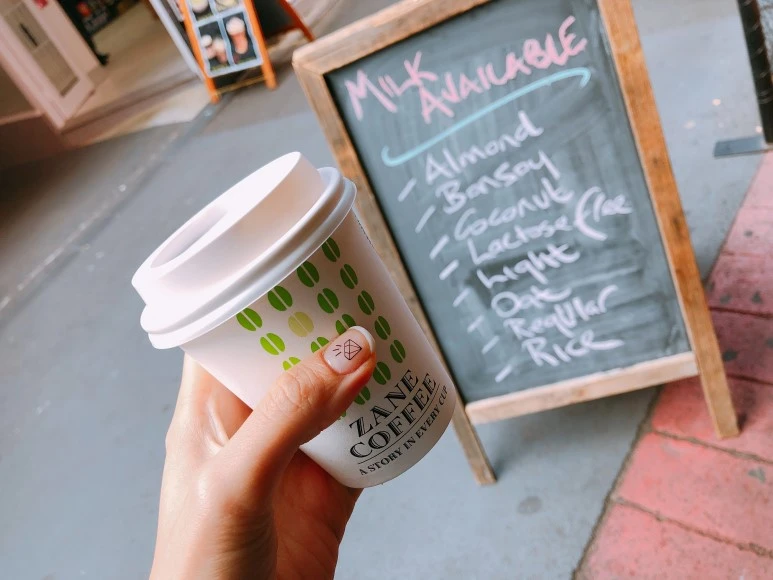 MILK
AVAILABLE
- Almond
- Bonsoy
- Coconut
- Lactose free
- Light
- Oat
- Regular
- Rice
ZANE
COFFEE
A STORY IN EVERY CUP